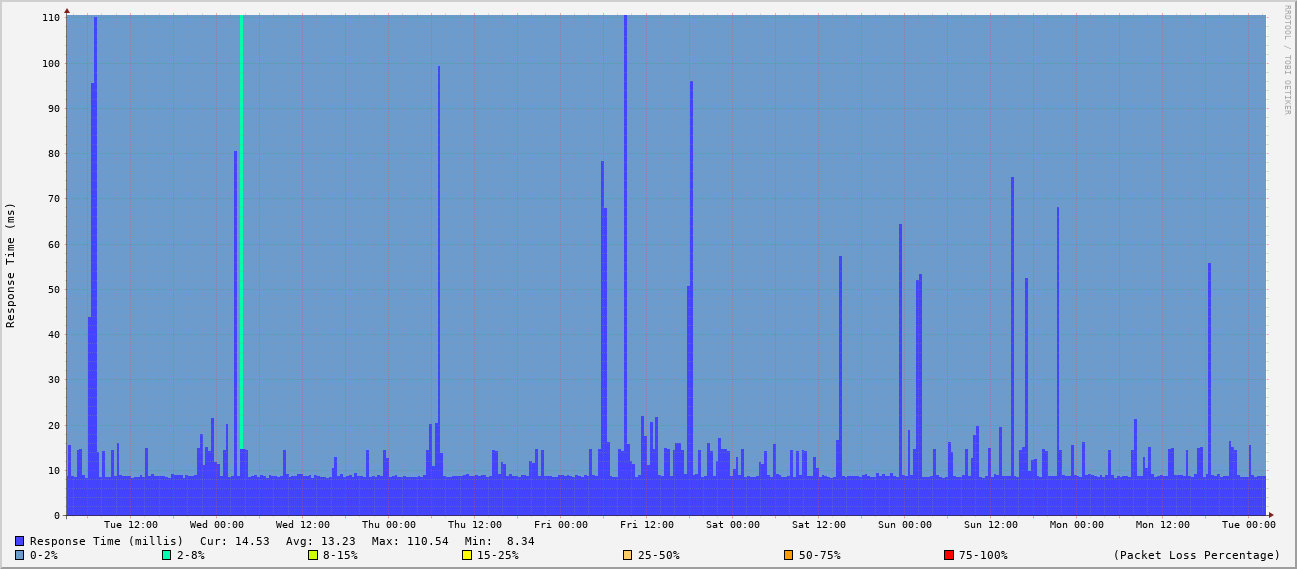 110
100
90
80
70
60
50
40
30
20
10
0
Response Time (ms)
RRDTOOL / TOBI OETIKER
Tue 12:00 Wed 00:00 Wed 12:00 Thu 00:00 Thu 12:00 Fri 00:00 Fri 12:00 Sat 00:00 Sat 12:00 Sun 00:00 Sun 12:00 Mon 00:00 Mon 12:00 Tue 00:00
Response Time (millis) Cur: 14.53 Avg: 13.23 Max: 110.54 Min: 8.34
0-2% 2-8% 8-15% 15-25% 25-50% 50-75% 75-100% (Packet Loss Percentage)